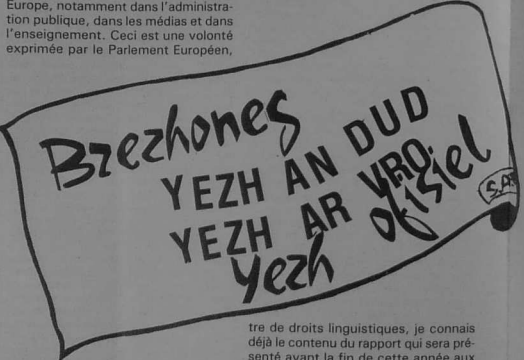 Europe, notamment dans l'administra-
tion publique, dans les médias et dans
l'enseignement. Ceci est une volonté
exprimée par le Parlement Européen,
Brezhoneg
YEZH AN DUD
YEZH AR VRO.
Yezh ofisiel
tre de droits linguistiques, je connais
déjà le contenu du rapport qui sera pré-
senté avant la fin de cette année aux